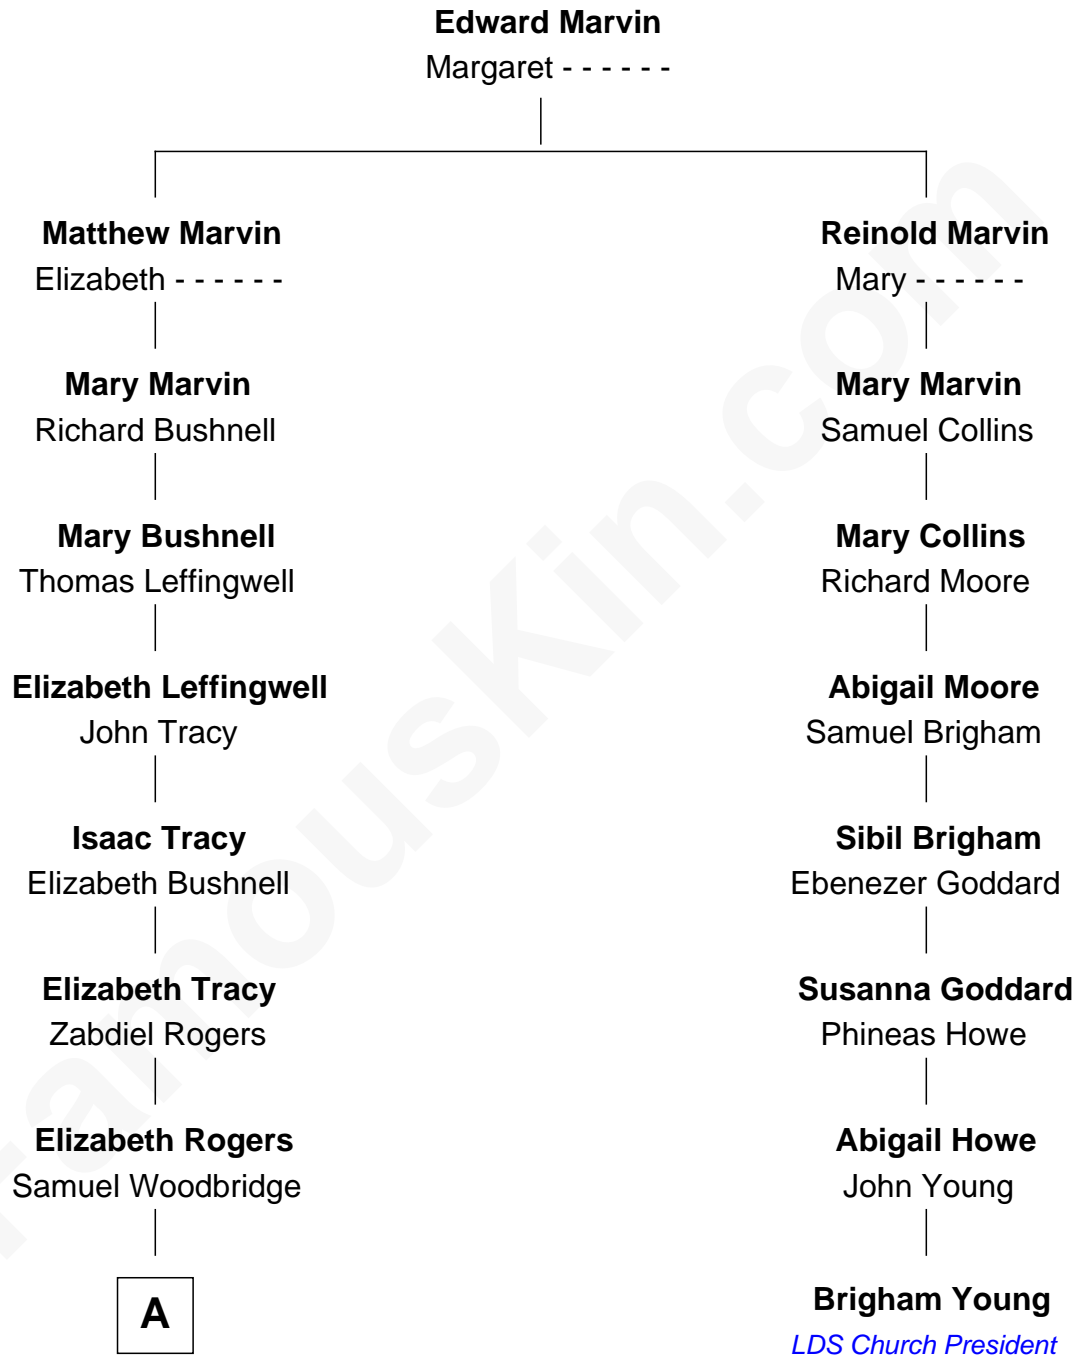 Edward Marvin
Margaret - - - - - -
Matthew Marvin
Elizabeth - - - - - -
Reinold Marvin
Mary - - - - - -
Mary Marvin
Richard Bushnell
Mary Marvin
Samuel Collins
Mary Bushnell
Thomas Leffingwell
Mary Collins
Richard Moore
Elizabeth Leffingwell
John Tracy
Abigail Moore
Samuel Brigham
Isaac Tracy
Elizabeth Bushnell
Sibil Brigham
Ebenezer Goddard
Elizabeth Tracy
Zabdiel Rogers
Susanna Goddard
Phineas Howe
Elizabeth Rogers
Samuel Woodbridge
Abigail Howe
John Young
A
Brigham Young
LDS Church President
FamousKin.com